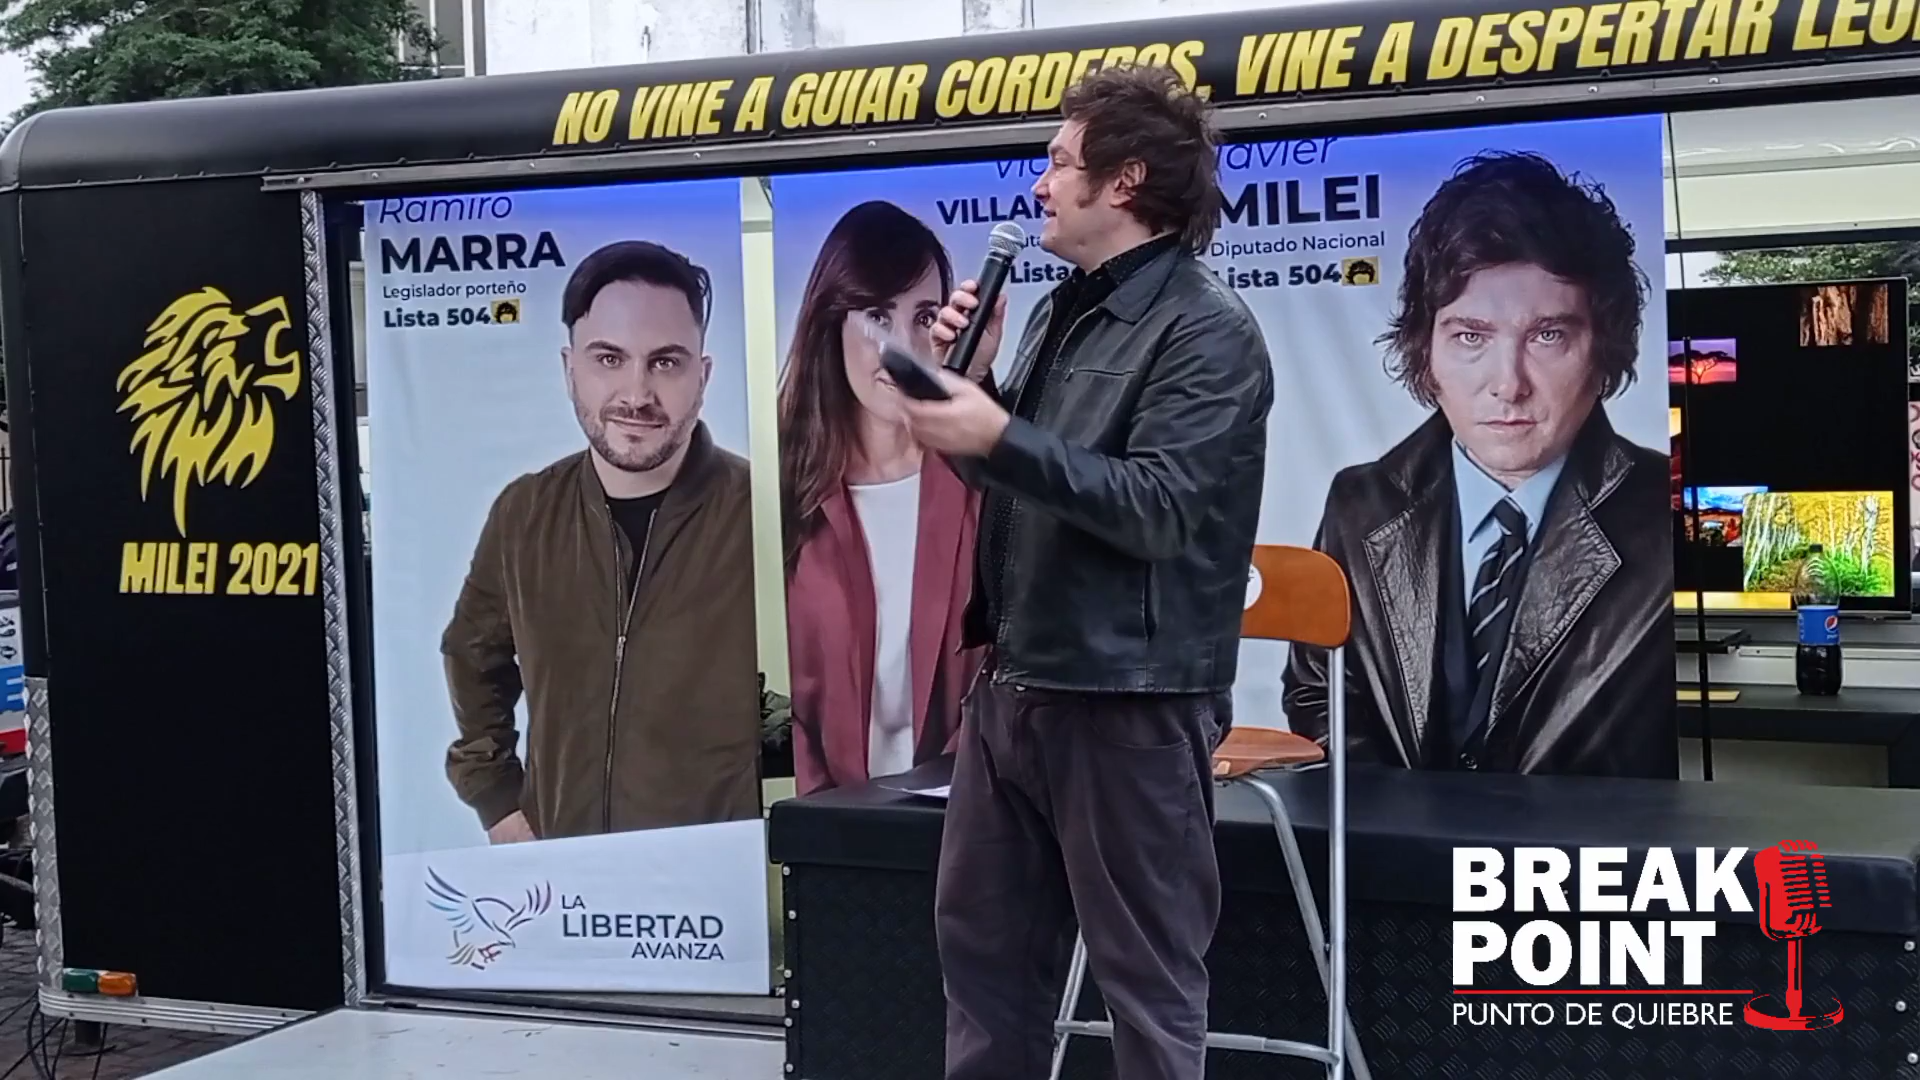 NO VINE A GUIAR CORDEROS, VINE A DESPERTAR
Ramiro
MARRA
Legislador porteño
Lista 504
MILEI
Diputado Nacional
Lista 504
Lista
MILEI 2021
LA
LIBERTAD
AVANZA
BREAK
POINT
PUNTO DE QUIEBRE